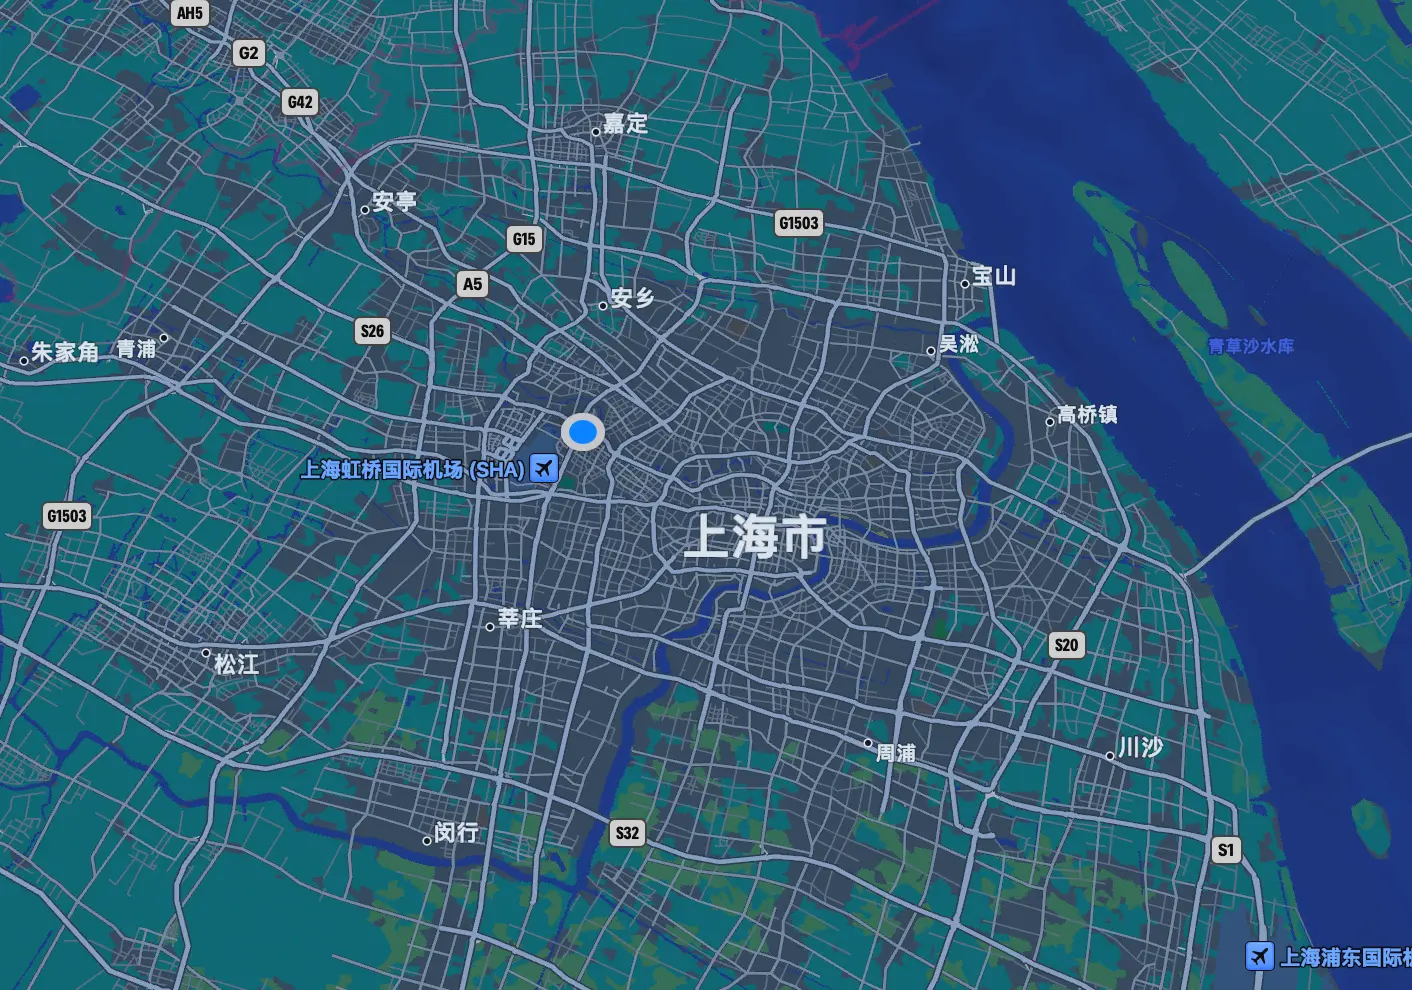 AH5
G2
G42
嘉定
安亭
G1503
G15
宝山
A5
安乡
S26
吴淞
青草沙水库
朱家角
青浦
高桥镇
上海虹桥国际机场 (SHA)
G1503
上海市
莘庄
S20
松江
川沙
周浦
闵行
S32
S1
上海浦东国际